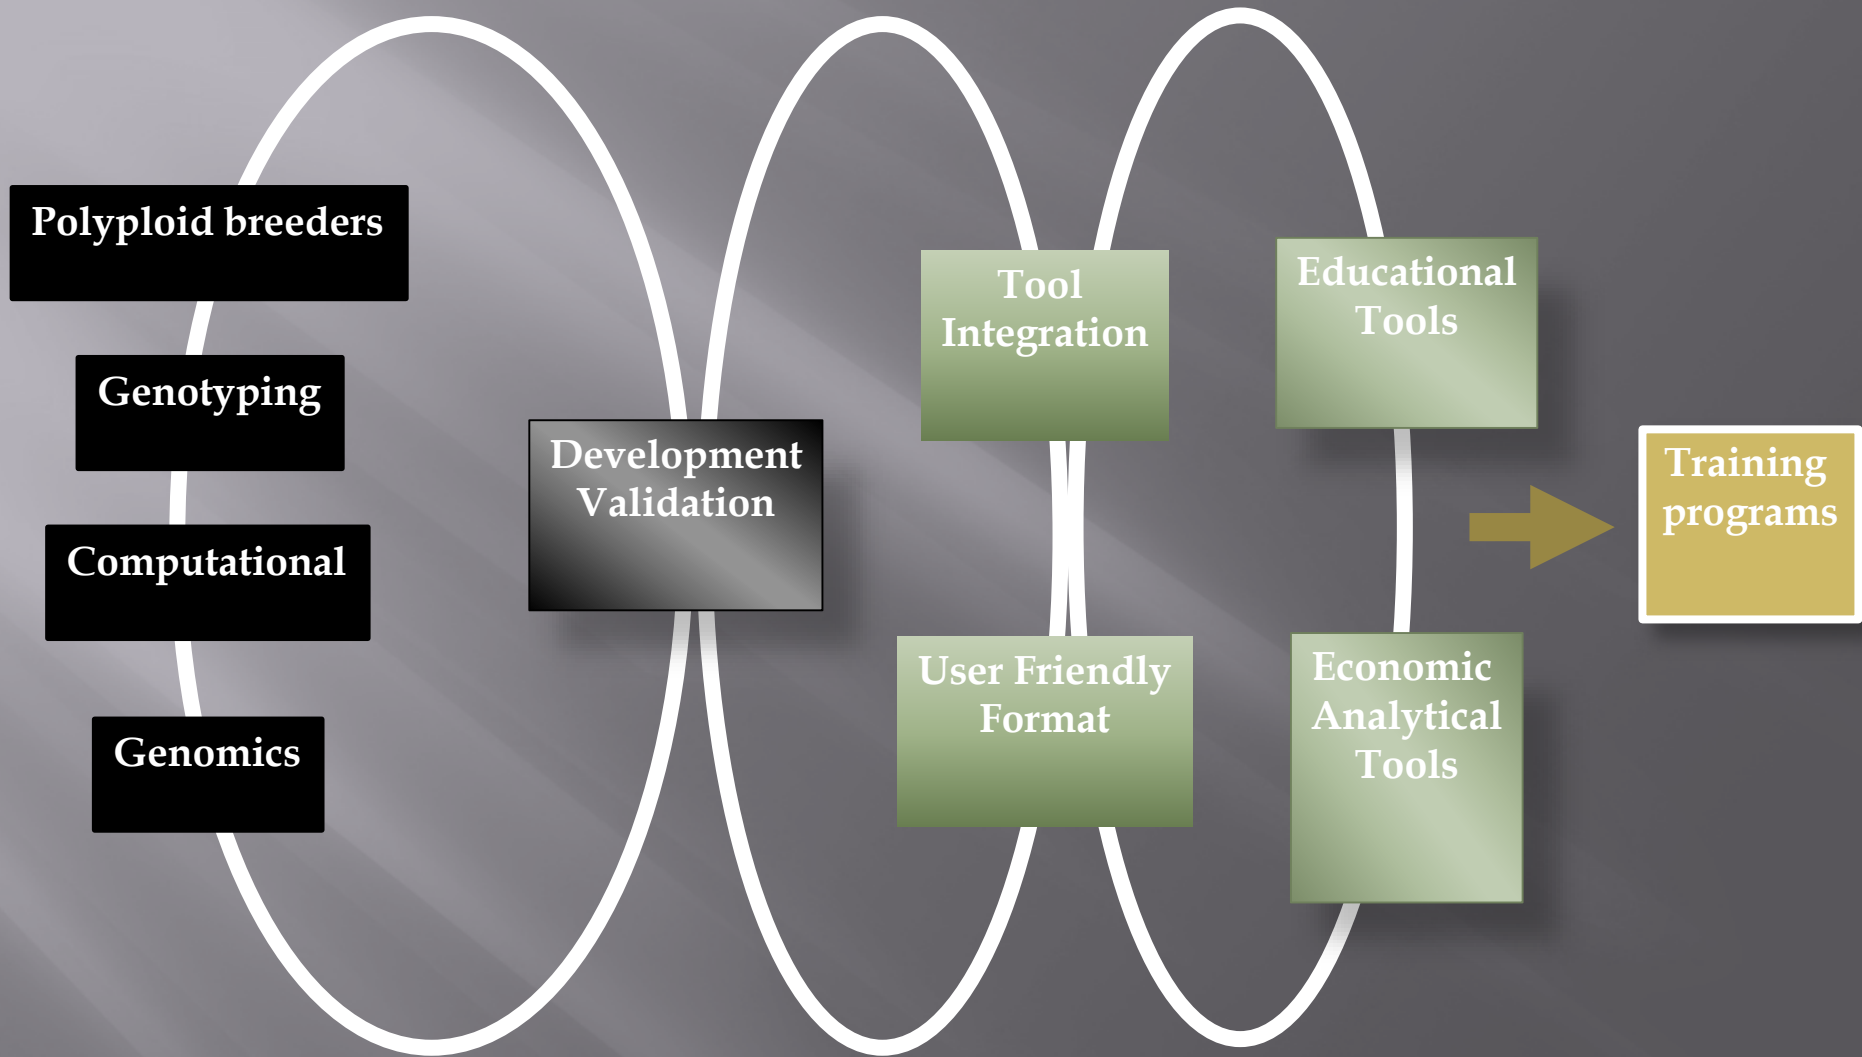 Polyploid breeders
Genotyping
Computational
Genomics
Development
Validation
Tool
Integration
User Friendly
Format
Educational
Tools
Economic
Analytical
Tools
Training
programs